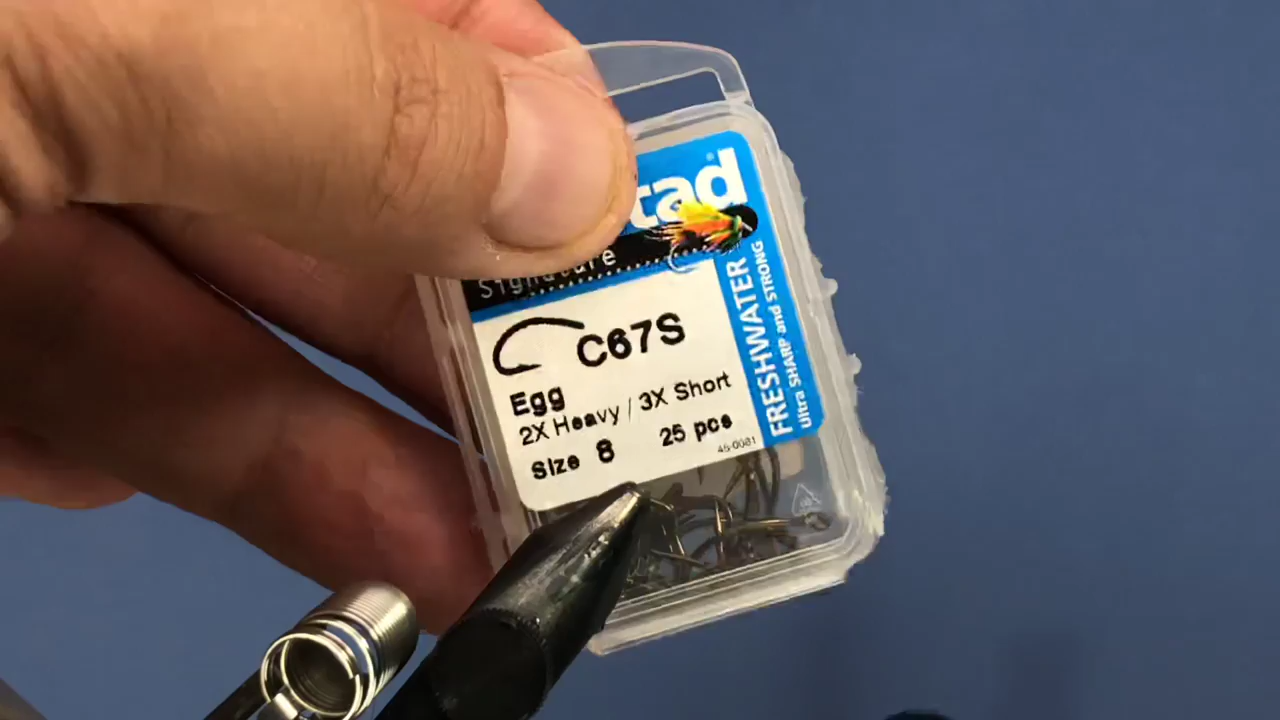 tad
Signature
C67S
Egg
2X Heavy / 3X Short
Size 8 25 pcs
45-0081
FRESHWATER
Ultra SHARP and STRONG